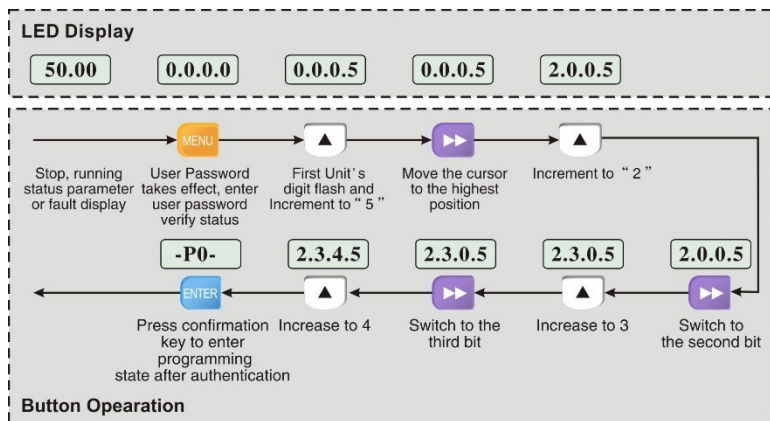 LED Display
50.00
0.0.0.0
0.0.0.5
0.0.0.5
2.0.0.5
MENU
Stop, running
status parameter
or fault display
User Password
takes effect, enter
user password
verify status
First Unit's
digit flash and
Increment to “ 5 ”
Move the cursor
to the highest
position
Increment to “ 2 ”
-P0-
2.3.4.5
2.3.0.5
2.3.0.5
2.0.0.5
ENTER
Press confirmation
key to enter
programming
state after authentication
Increase to 4
Switch to the
third bit
Increase to 3
Switch to
the second bit
Button Opearation